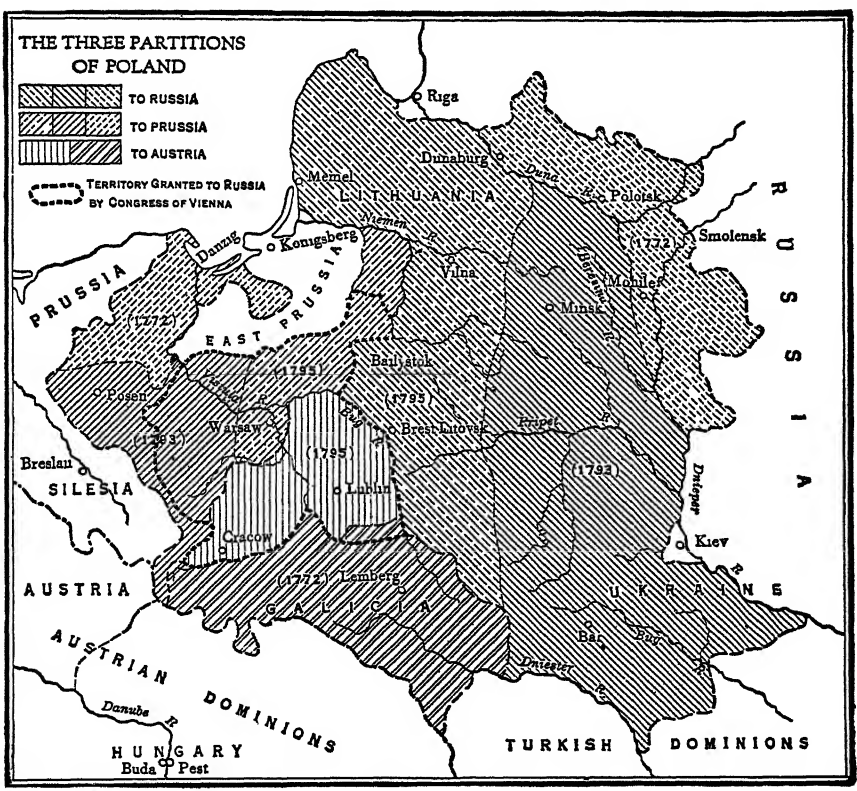 THE THREE PARTITIONS
OF POLAND
TO RUSSIA
TO PRUSSIA
TO AUSTRIA
TERRITORY GRANTED TO RUSSIA
BY CONGRESS OF VIENNA
Riga
Dunaburg
Duna R.
Polotsk
Memel
LITHUANIA
RUSSIA
Niemen R.
Danzig
Konigsberg
(1772)
Smolensk
Vilna
Mohilef
PRUSSIA
EAST PRUSSIA
Minsk
(1772)
Bailystok
(1793)
(1795)
Posen
Warsaw
Bug R.
Brest Litovsk
Pripet R.
(1793)
(1795)
(1793)
Breslau
SILESIA
Lublin
Dnieper R.
Cracow
Kiev
AUSTRIA
(1772)
Lemberg
GALICIA
UKRAINE
Bar
Bug
AUSTRIAN DOMINIONS
Dniester R.
Danube R
HUNGARY
Buda Pest
TURKISH DOMINIONS